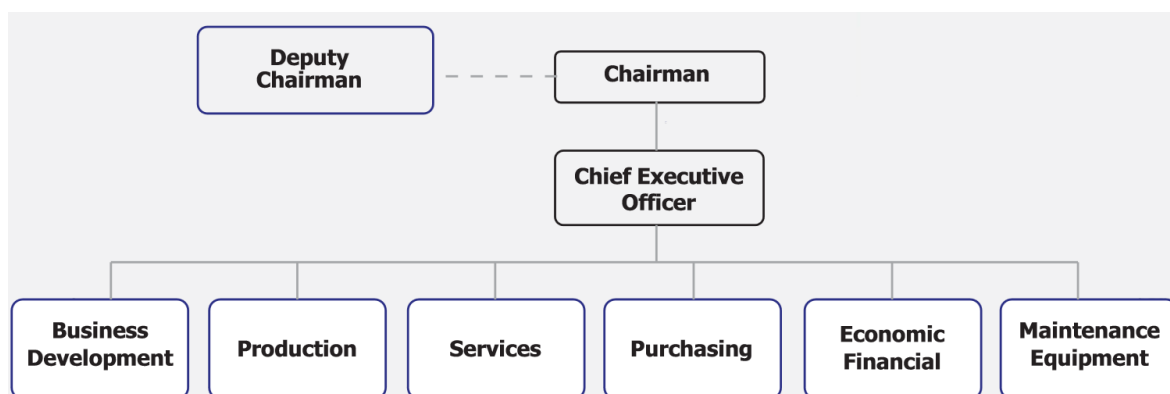 Deputy
Chairman
Chairman
Chief Executive
Officer
Business
Development
Production
Services
Purchasing
Economic
Financial
Maintenance
Equipment